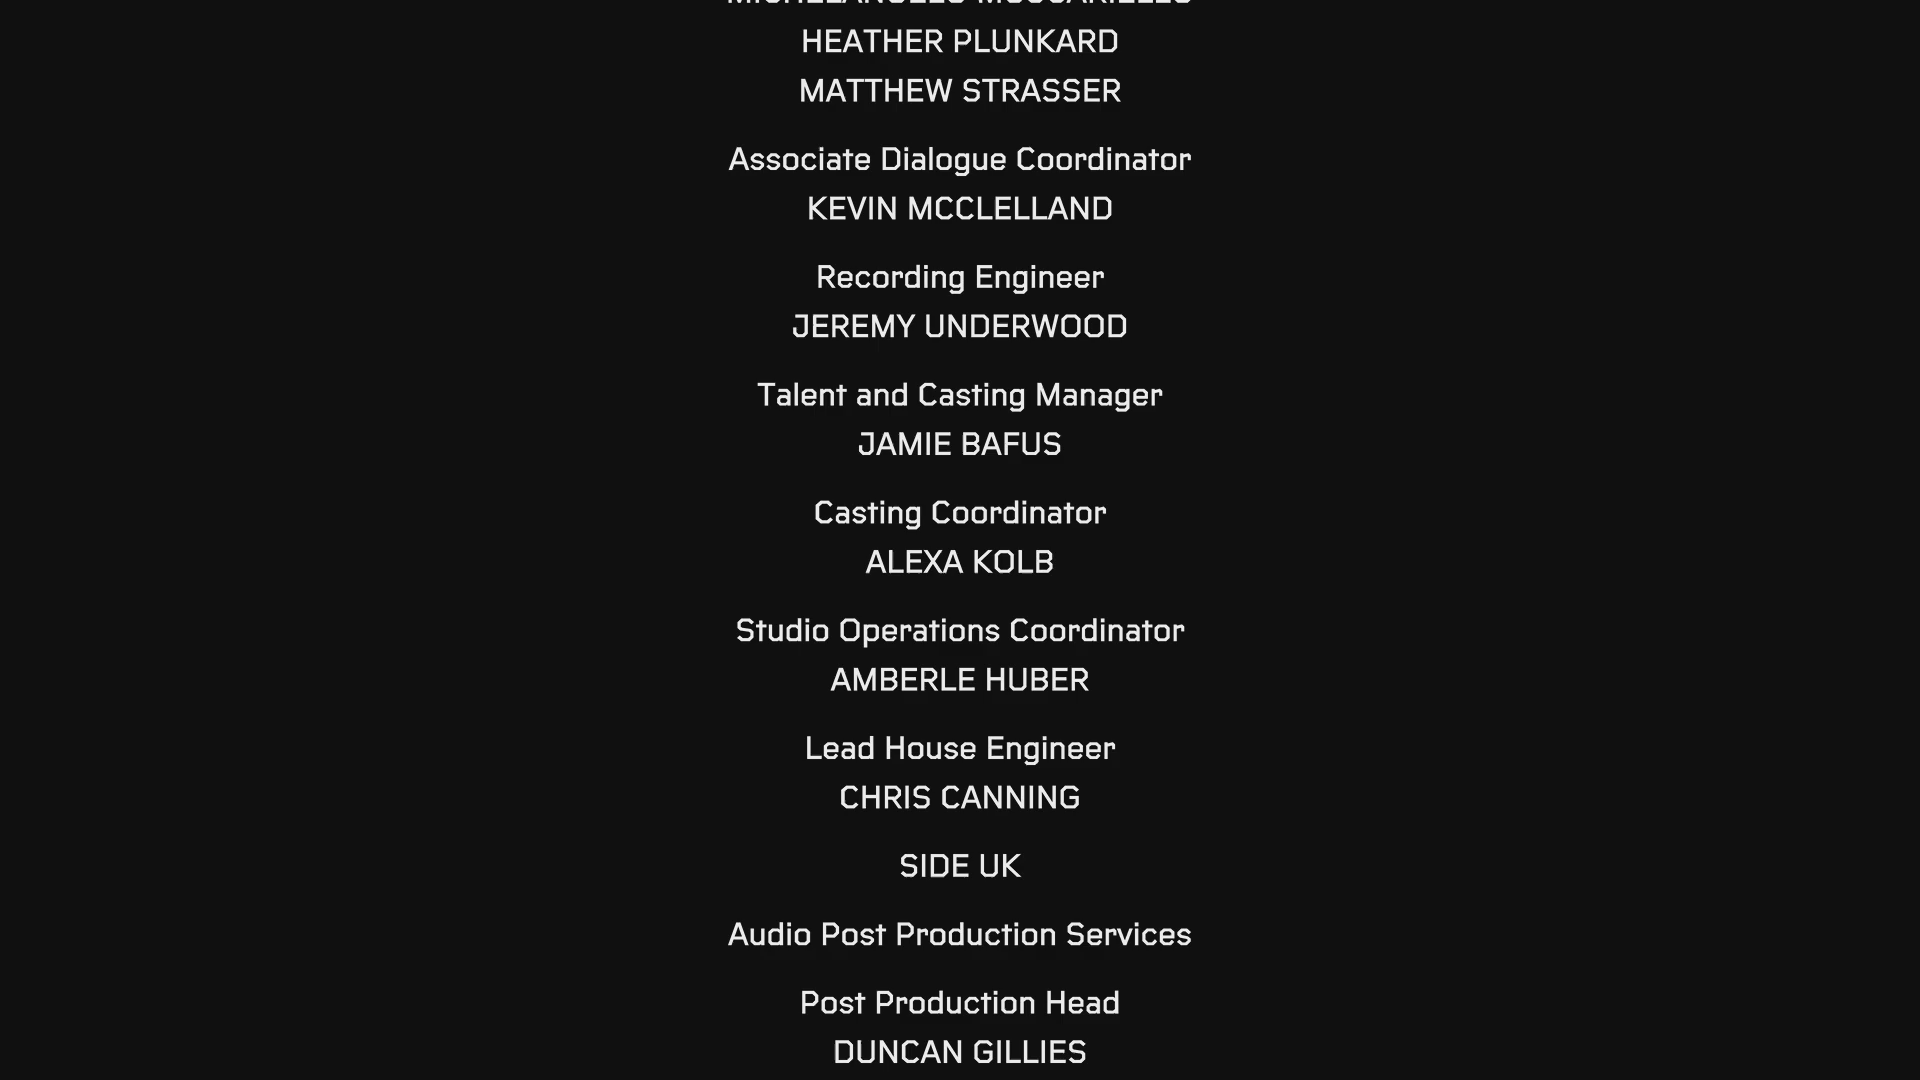 HEATHER PLUNKARD
MATTHEW STRASSER
Associate Dialogue Coordinator
KEVIN MCCLELLAND
Recording Engineer
JEREMY UNDERWOOD
Talent and Casting Manager
JAMIE BAFUS
Casting Coordinator
ALEXA KOLB
Studio Operations Coordinator
AMBERLE HUBER
Lead House Engineer
CHRIS CANNING
SIDE UK
Audio Post Production Services
Post Production Head
DUNCAN GILLIES